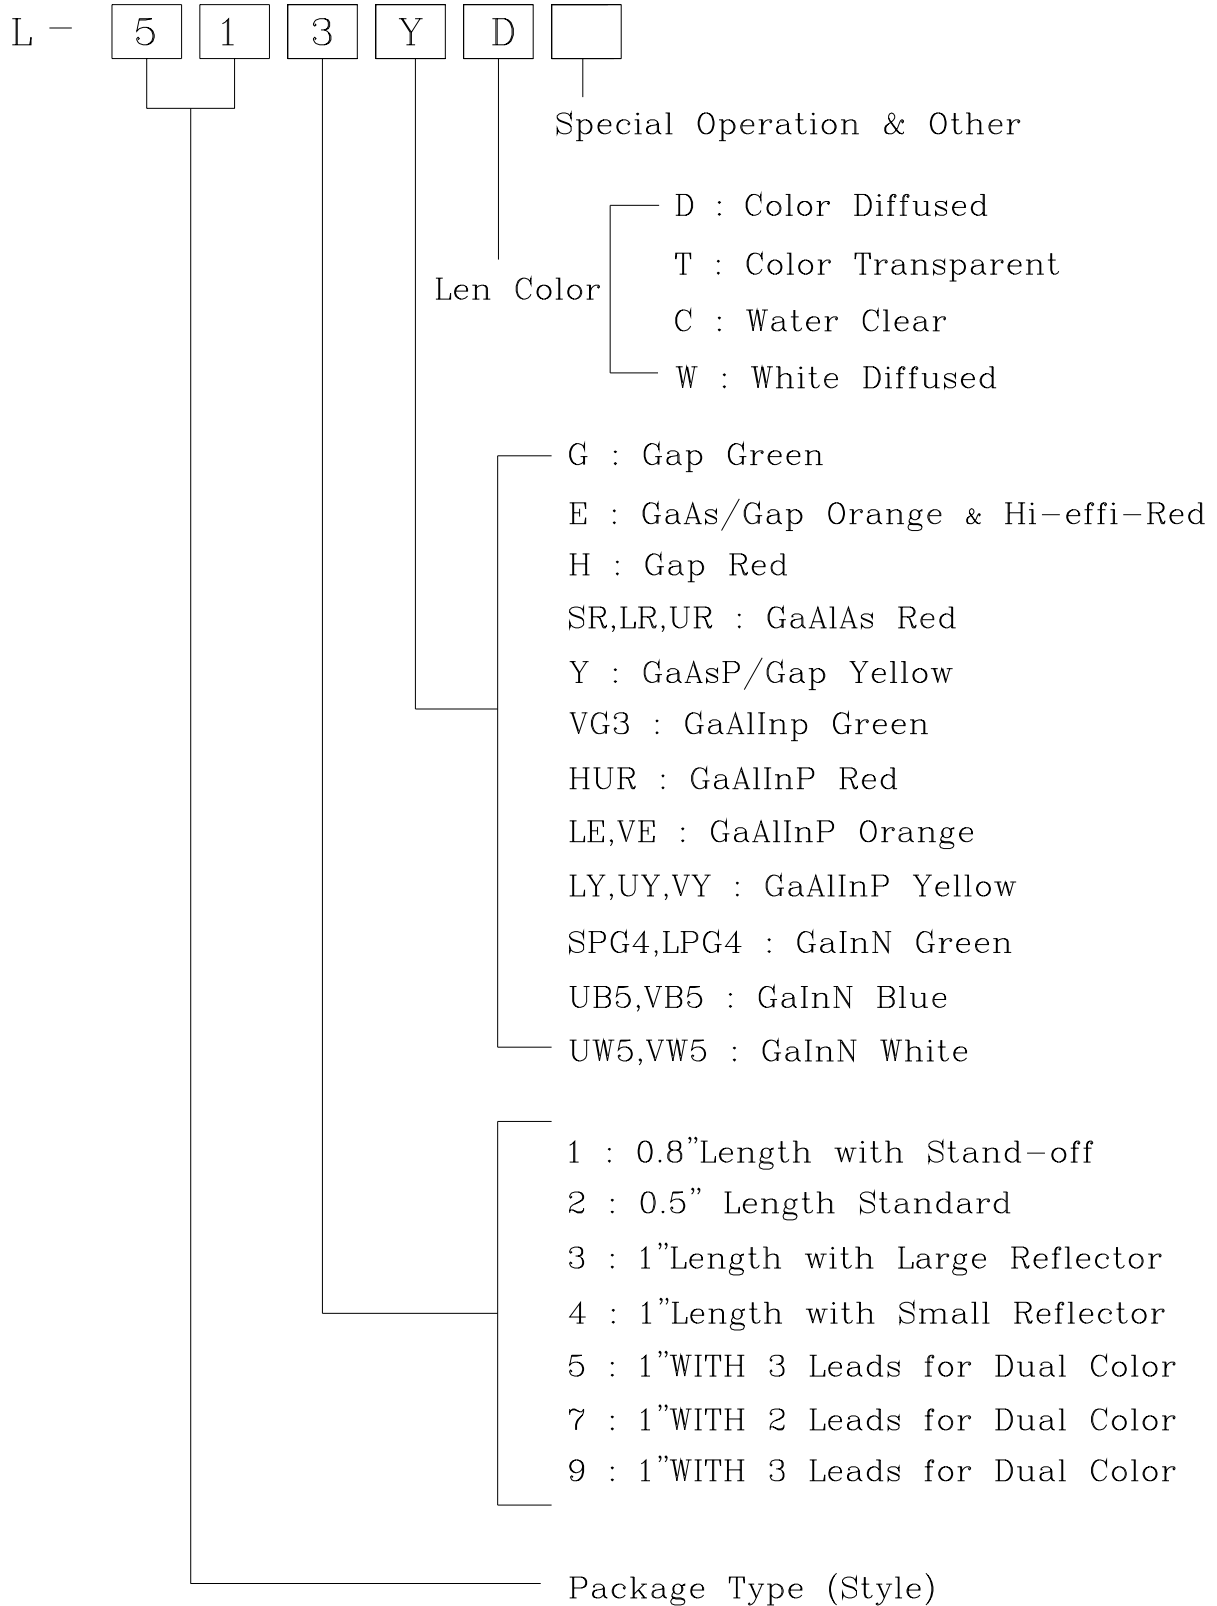 L- 5 1 3 Y D
Special Operation & Other
D : Color Diffused
T : Color Transparent
Len Color
C : Water Clear
W : White Diffused
G : Gap Green
E : GaAs/Gap Orange & Hi-effi-Red
H : Gap Red
SR,LR,UR : GaAlAs Red
Y : GaAsP/Gap Yellow
VG3 : GaAlInp Green
HUR : GaAlInP Red
LE,VE : GaAlInP Orange
LY,UY,VY : GaAlInP Yellow
SPG4,LPG4 : GaInN Green
UB5,VB5 : GaInN Blue
UW5,VW5 : GaInN White
1 : 0.8"Length with Stand-off
2 : 0.5" Length Standard
3 : 1"Length with Large Reflector
4 : 1"Length with Small Reflector
5 : 1"WITH 3 Leads for Dual Color
7 : 1"WITH 2 Leads for Dual Color
9 : 1"WITH 3 Leads for Dual Color
Package Type (Style)